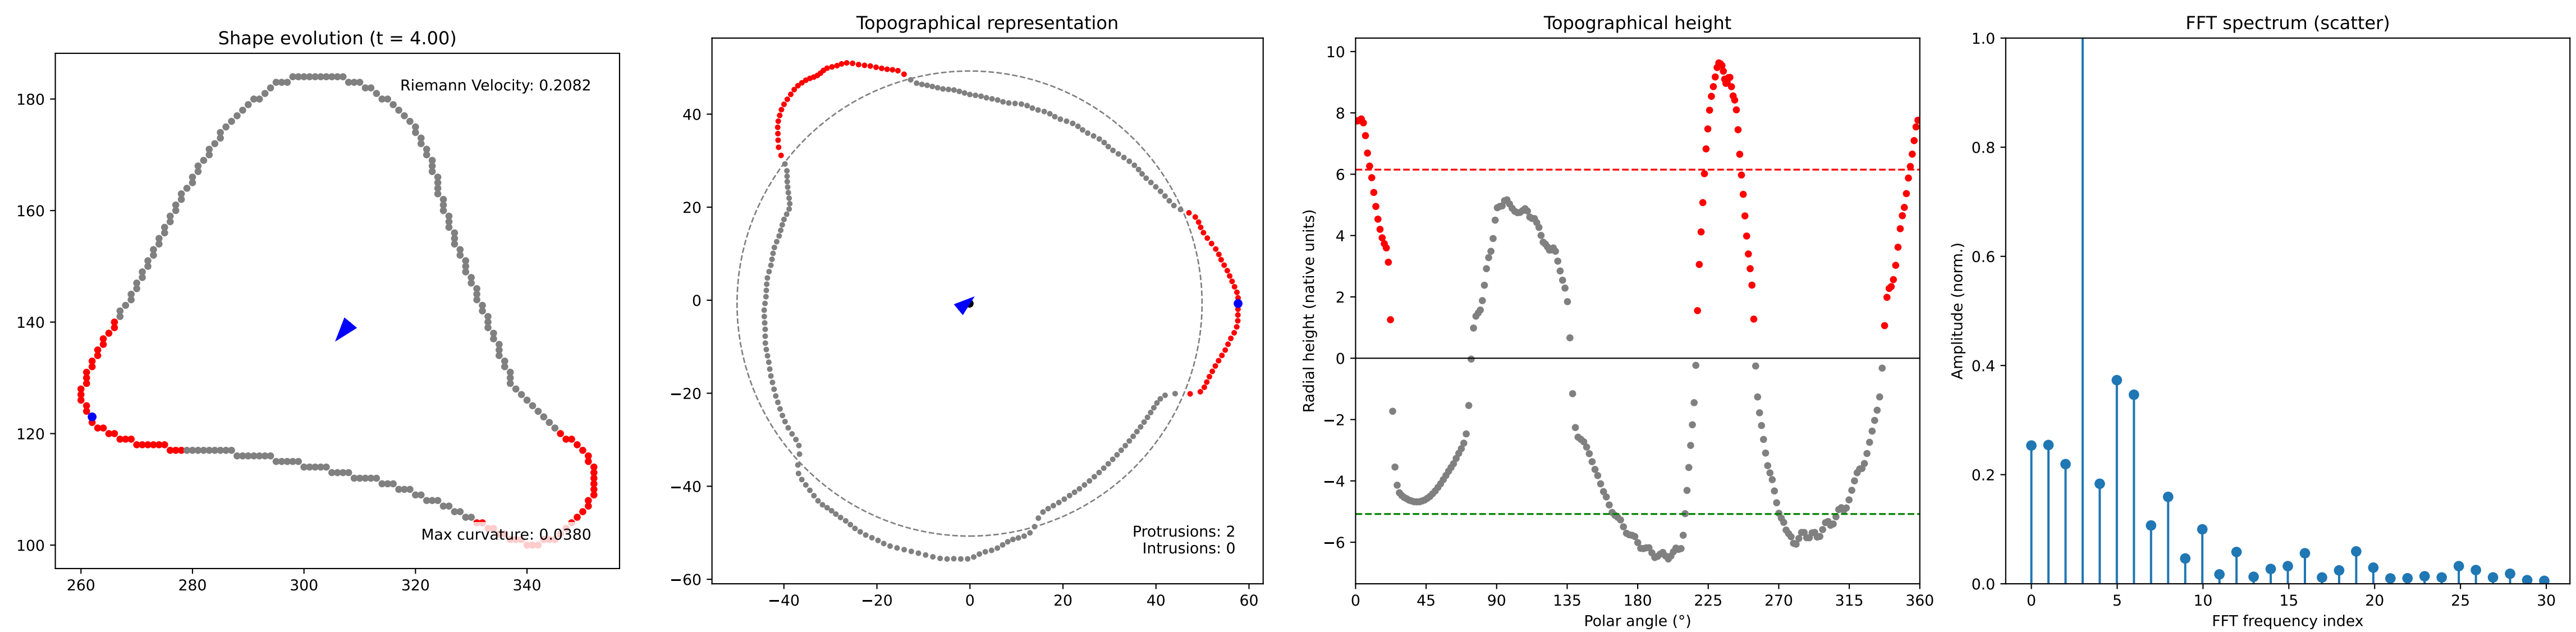 Shape evolution (t = 4.00)
Riemann Velocity: 0.2082
180
160
140
120
100
Max curvature: 0.0380
260 280 300 320 340
Topographical representation
40
20
0
−20
−40
−60
Protrusions: 2
Intrusions: 0
−40 −20 0 20 40 60
Topographical height
Radial height (native units)
10
8
6
4
2
0
−2
−4
−6
0 45 90 135 180 225 270 315 360
Polar angle (°)
FFT spectrum (scatter)
Amplitude (norm.)
1.0
0.8
0.6
0.4
0.2
0.0
0 5 10 15 20 25 30
FFT frequency index